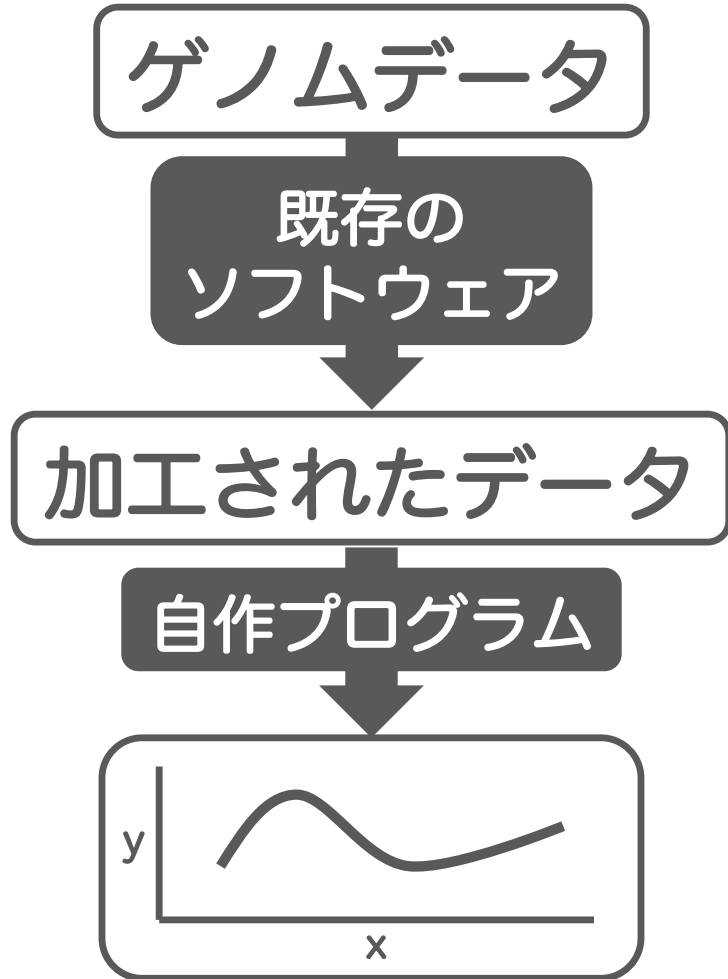 ゲノムデータ
既存の
ソフトウェア
加工されたデータ
自作プログラム
y
x